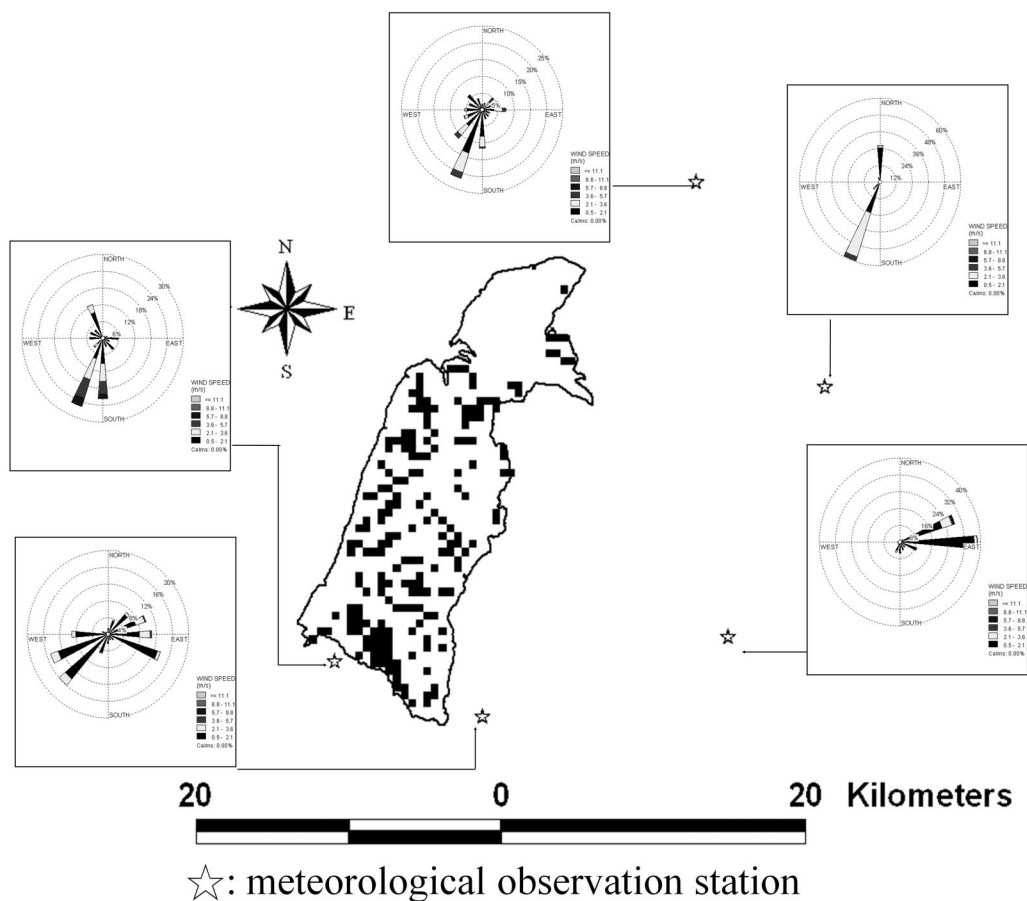 NORTH
25%
20%
15%
10%
5%
WEST
EAST
SOUTH
WIND SPEED
(m/s)
>= 11.1
8.8 - 11.1
5.7 - 8.8
3.6 - 5.7
2.1 - 3.6
0.5 - 2.1
Calms: 0.00%
NORTH
60%
48%
36%
24%
12%
WEST
EAST
SOUTH
WIND SPEED
(m/s)
>= 11.1
8.8 - 11.1
5.7 - 8.8
3.6 - 5.7
2.1 - 3.6
0.5 - 2.1
Calms: 0.00%
NORTH
30%
24%
18%
12%
6%
WEST
EAST
SOUTH
WIND SPEED
(m/s)
>= 11.1
8.8 - 11.1
5.7 - 8.8
3.6 - 5.7
2.1 - 3.6
0.5 - 2.1
Calms: 0.00%
N
E
S
NORTH
40%
32%
24%
16%
8%
WEST
EAST
SOUTH
WIND SPEED
(m/s)
>= 11.1
8.8 - 11.1
5.7 - 8.8
3.6 - 5.7
2.1 - 3.6
0.5 - 2.1
Calms: 0.00%
NORTH
20%
16%
12%
8%
4%
WEST
EAST
SOUTH
WIND SPEED
(m/s)
>= 11.1
8.8 - 11.1
5.7 - 8.8
3.6 - 5.7
2.1 - 3.6
0.5 - 2.1
Calms: 0.00%
20 0 20 Kilometers
☆: meteorological observation station